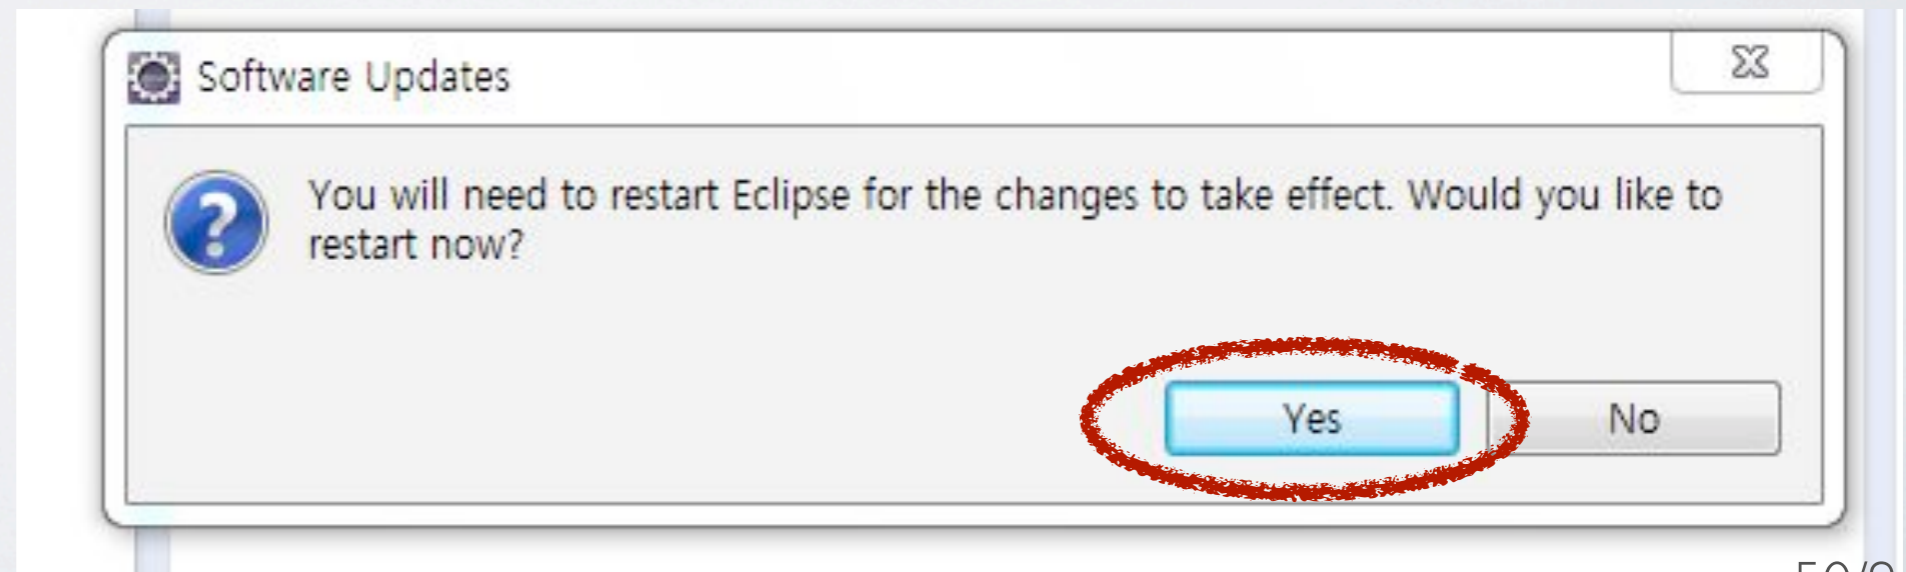 Software Updates
You will need to restart Eclipse for the changes to take effect. Would you like to
restart now?
Yes No